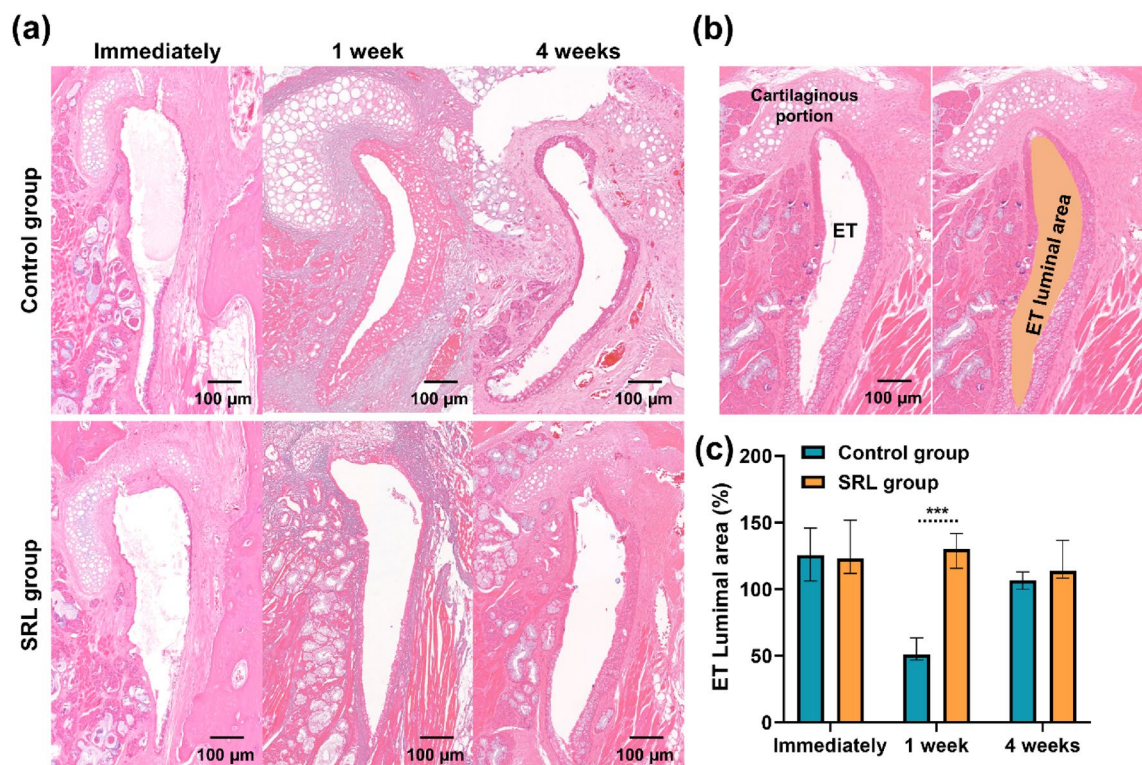 (a)
Immediately
1 week
4 weeks
Control group
100 µm
100 µm
100 µm
SRL group
100 µm
100 µm
100 µm
(b)
Cartilaginous
portion
ET
100 µm
ET luminal area
(c)
Control group
SRL group
ET Lumimal area (%)
200
150
100
50
0
***
Immediately
1 week
4 weeks